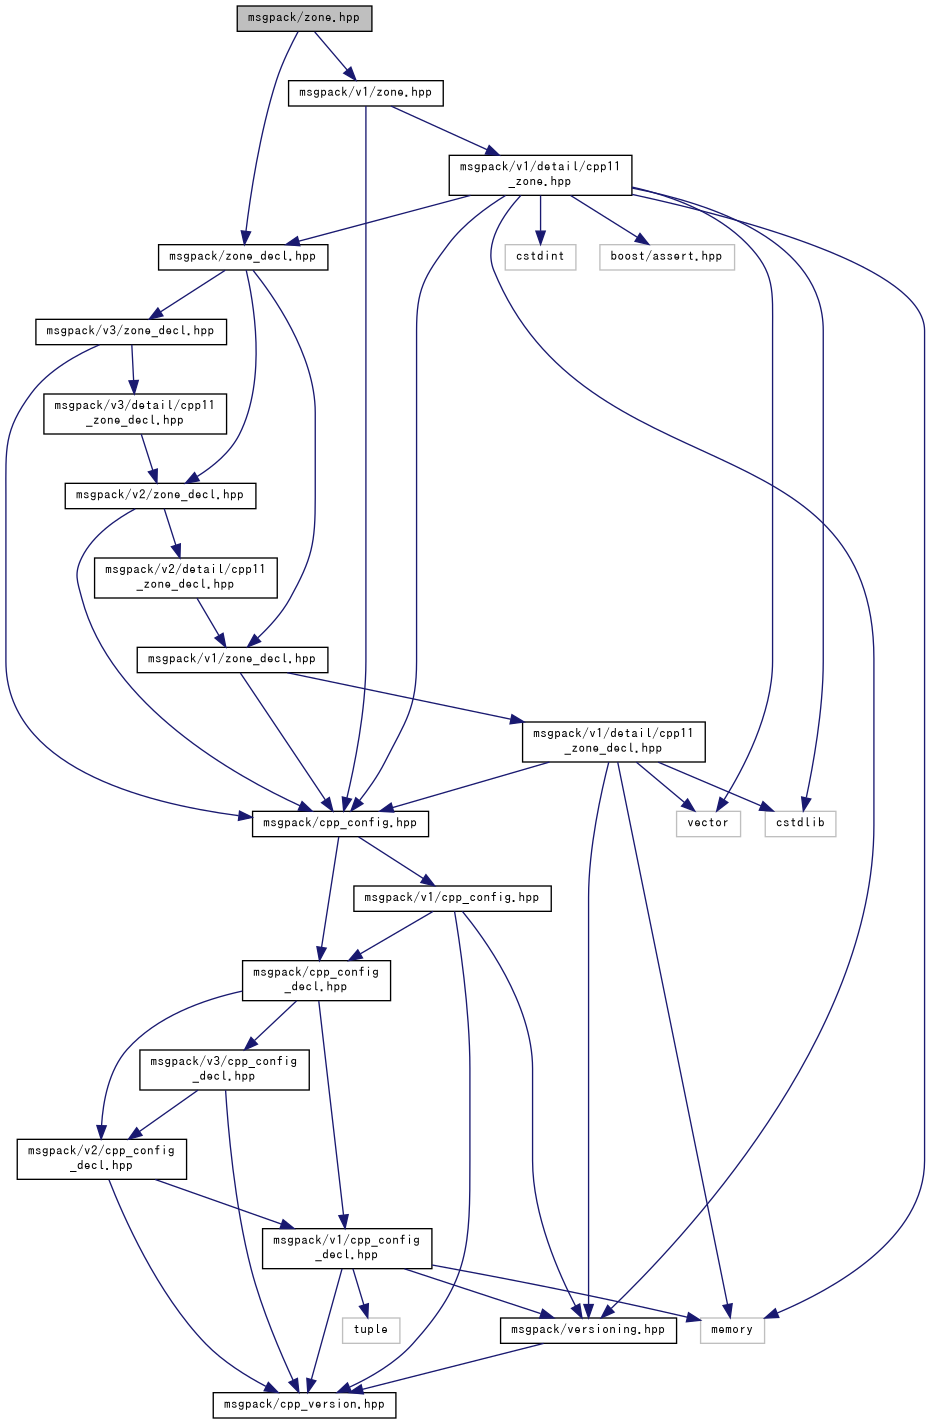 msgpack/zone.hpp
msgpack/v1/zone.hpp
msgpack/v1/detail/cpp11
_zone.hpp
msgpack/zone_decl.hpp
cstdint
boost/assert.hpp
msgpack/v3/zone_decl.hpp
msgpack/v3/detail/cpp11
_zone_decl.hpp
msgpack/v2/zone_decl.hpp
msgpack/v2/detail/cpp11
_zone_decl.hpp
msgpack/v1/zone_decl.hpp
msgpack/v1/detail/cpp11
_zone_decl.hpp
msgpack/cpp_config.hpp
vector
cstdlib
msgpack/v1/cpp_config.hpp
msgpack/cpp_config
_decl.hpp
msgpack/v3/cpp_config
_decl.hpp
msgpack/v2/cpp_config
_decl.hpp
msgpack/v1/cpp_config
_decl.hpp
tuple
msgpack/versioning.hpp
memory
msgpack/cpp_version.hpp